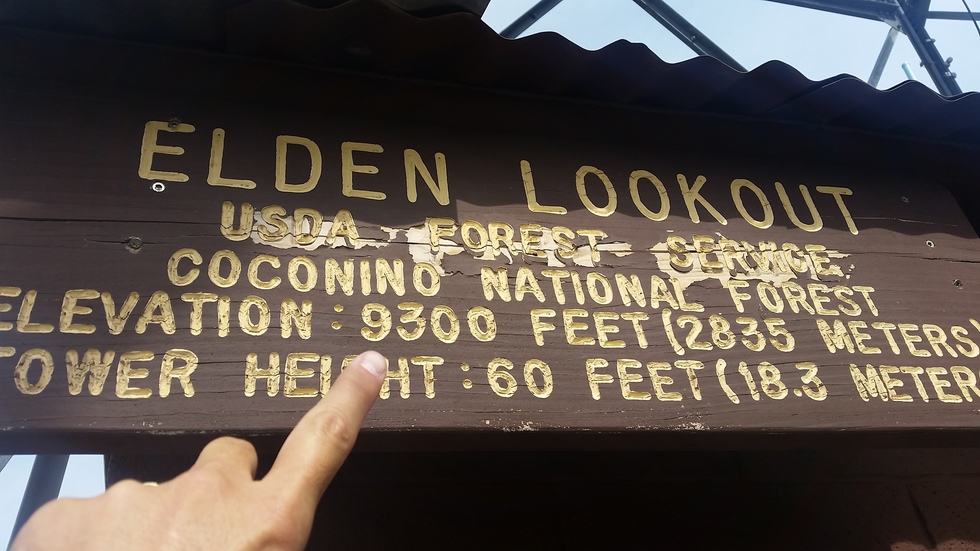 ELDEN LOOKOUT
USDA FOREST SERVICE
COCONINO NATIONAL FOREST
ELEVATION : 9300 FEET (2835 METERS)
TOWER HEIGHT : 60 FEET (18.3 METER